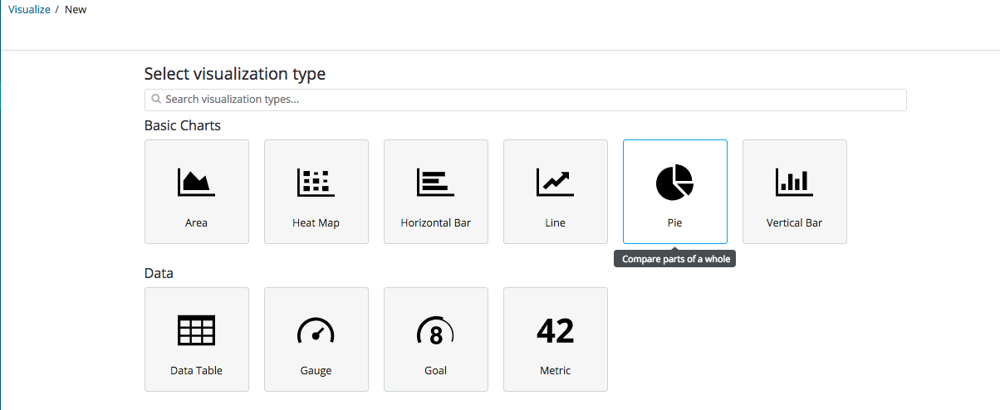 Visualize / New
Select visualization type
Search visualization types...
Basic Charts
Area
Heat Map
Horizontal Bar
Line
Pie
Vertical Bar
Compare parts of a whole
Data
8
42
Data Table
Gauge
Goal
Metric